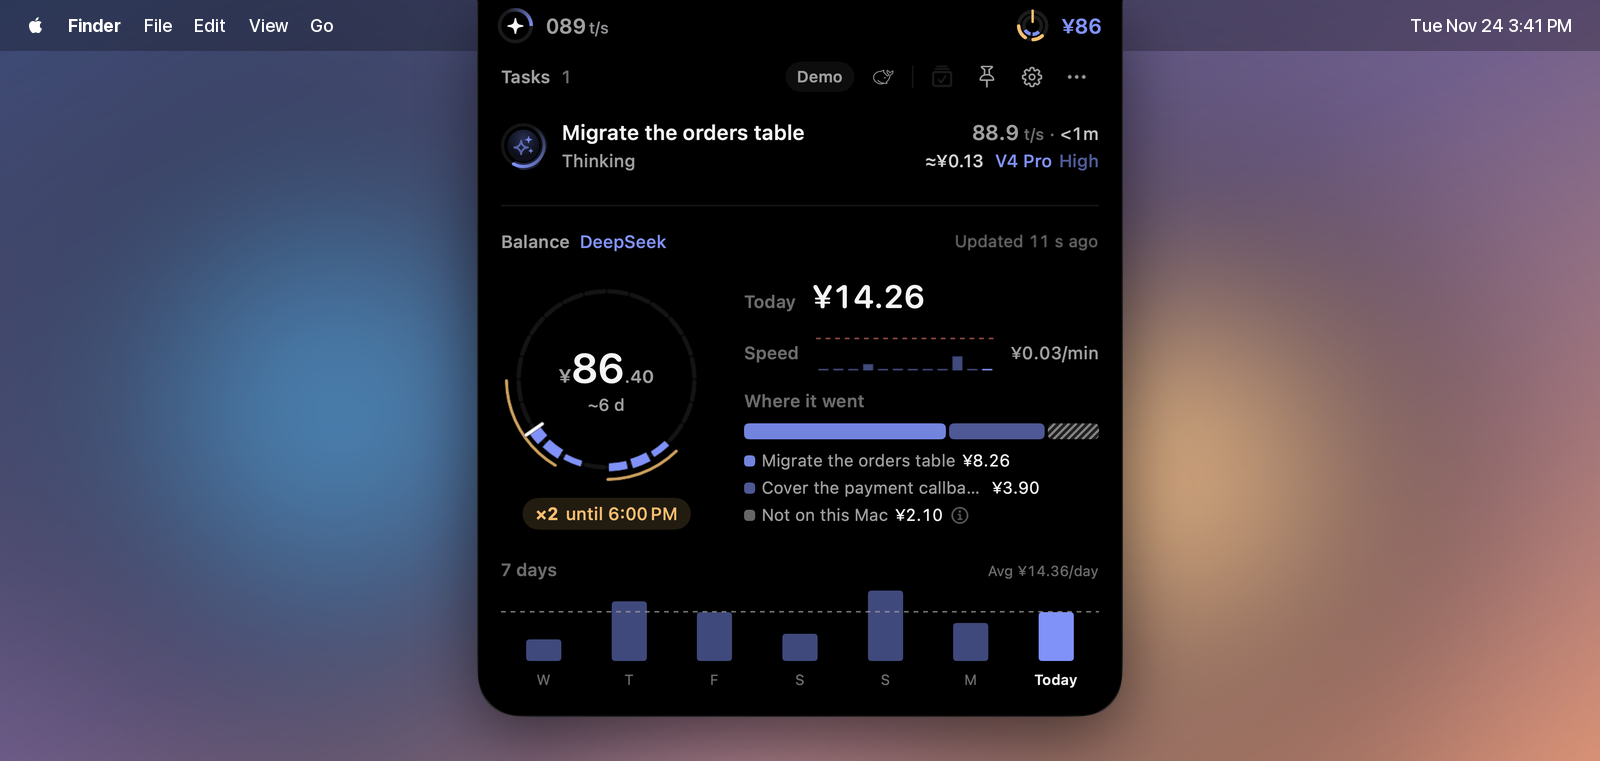 Finder File Edit View Go
089 t/s
¥86
Tue Nov 24 3:41 PM
Tasks 1
Demo
Migrate the orders table
88.9 t/s · <1m
Thinking
≈¥0.13 V4 Pro High
Balance DeepSeek
Updated 11 s ago
¥86.40
~6 d
×2 until 6:00 PM
Today ¥14.26
Speed ¥0.03/min
Where it went
Migrate the orders table ¥8.26
Cover the payment callba... ¥3.90
Not on this Mac ¥2.10
7 days
Avg ¥14.36/day
W T F S S M Today